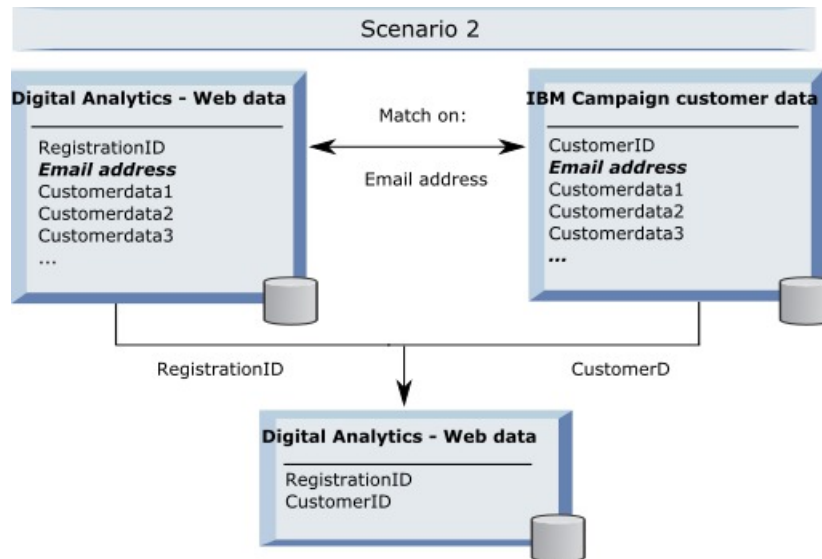 Scenario 2
Digital Analytics - Web data
RegistrationID
Email address
Customerdata1
Customerdata2
Customerdata3
...
Match on:
Email address
IBM Campaign customer data
CustomerID
Email address
Customerdata1
Customerdata2
Customerdata3
...
RegistrationID
CustomerD
Digital Analytics - Web data
RegistrationID
CustomerID